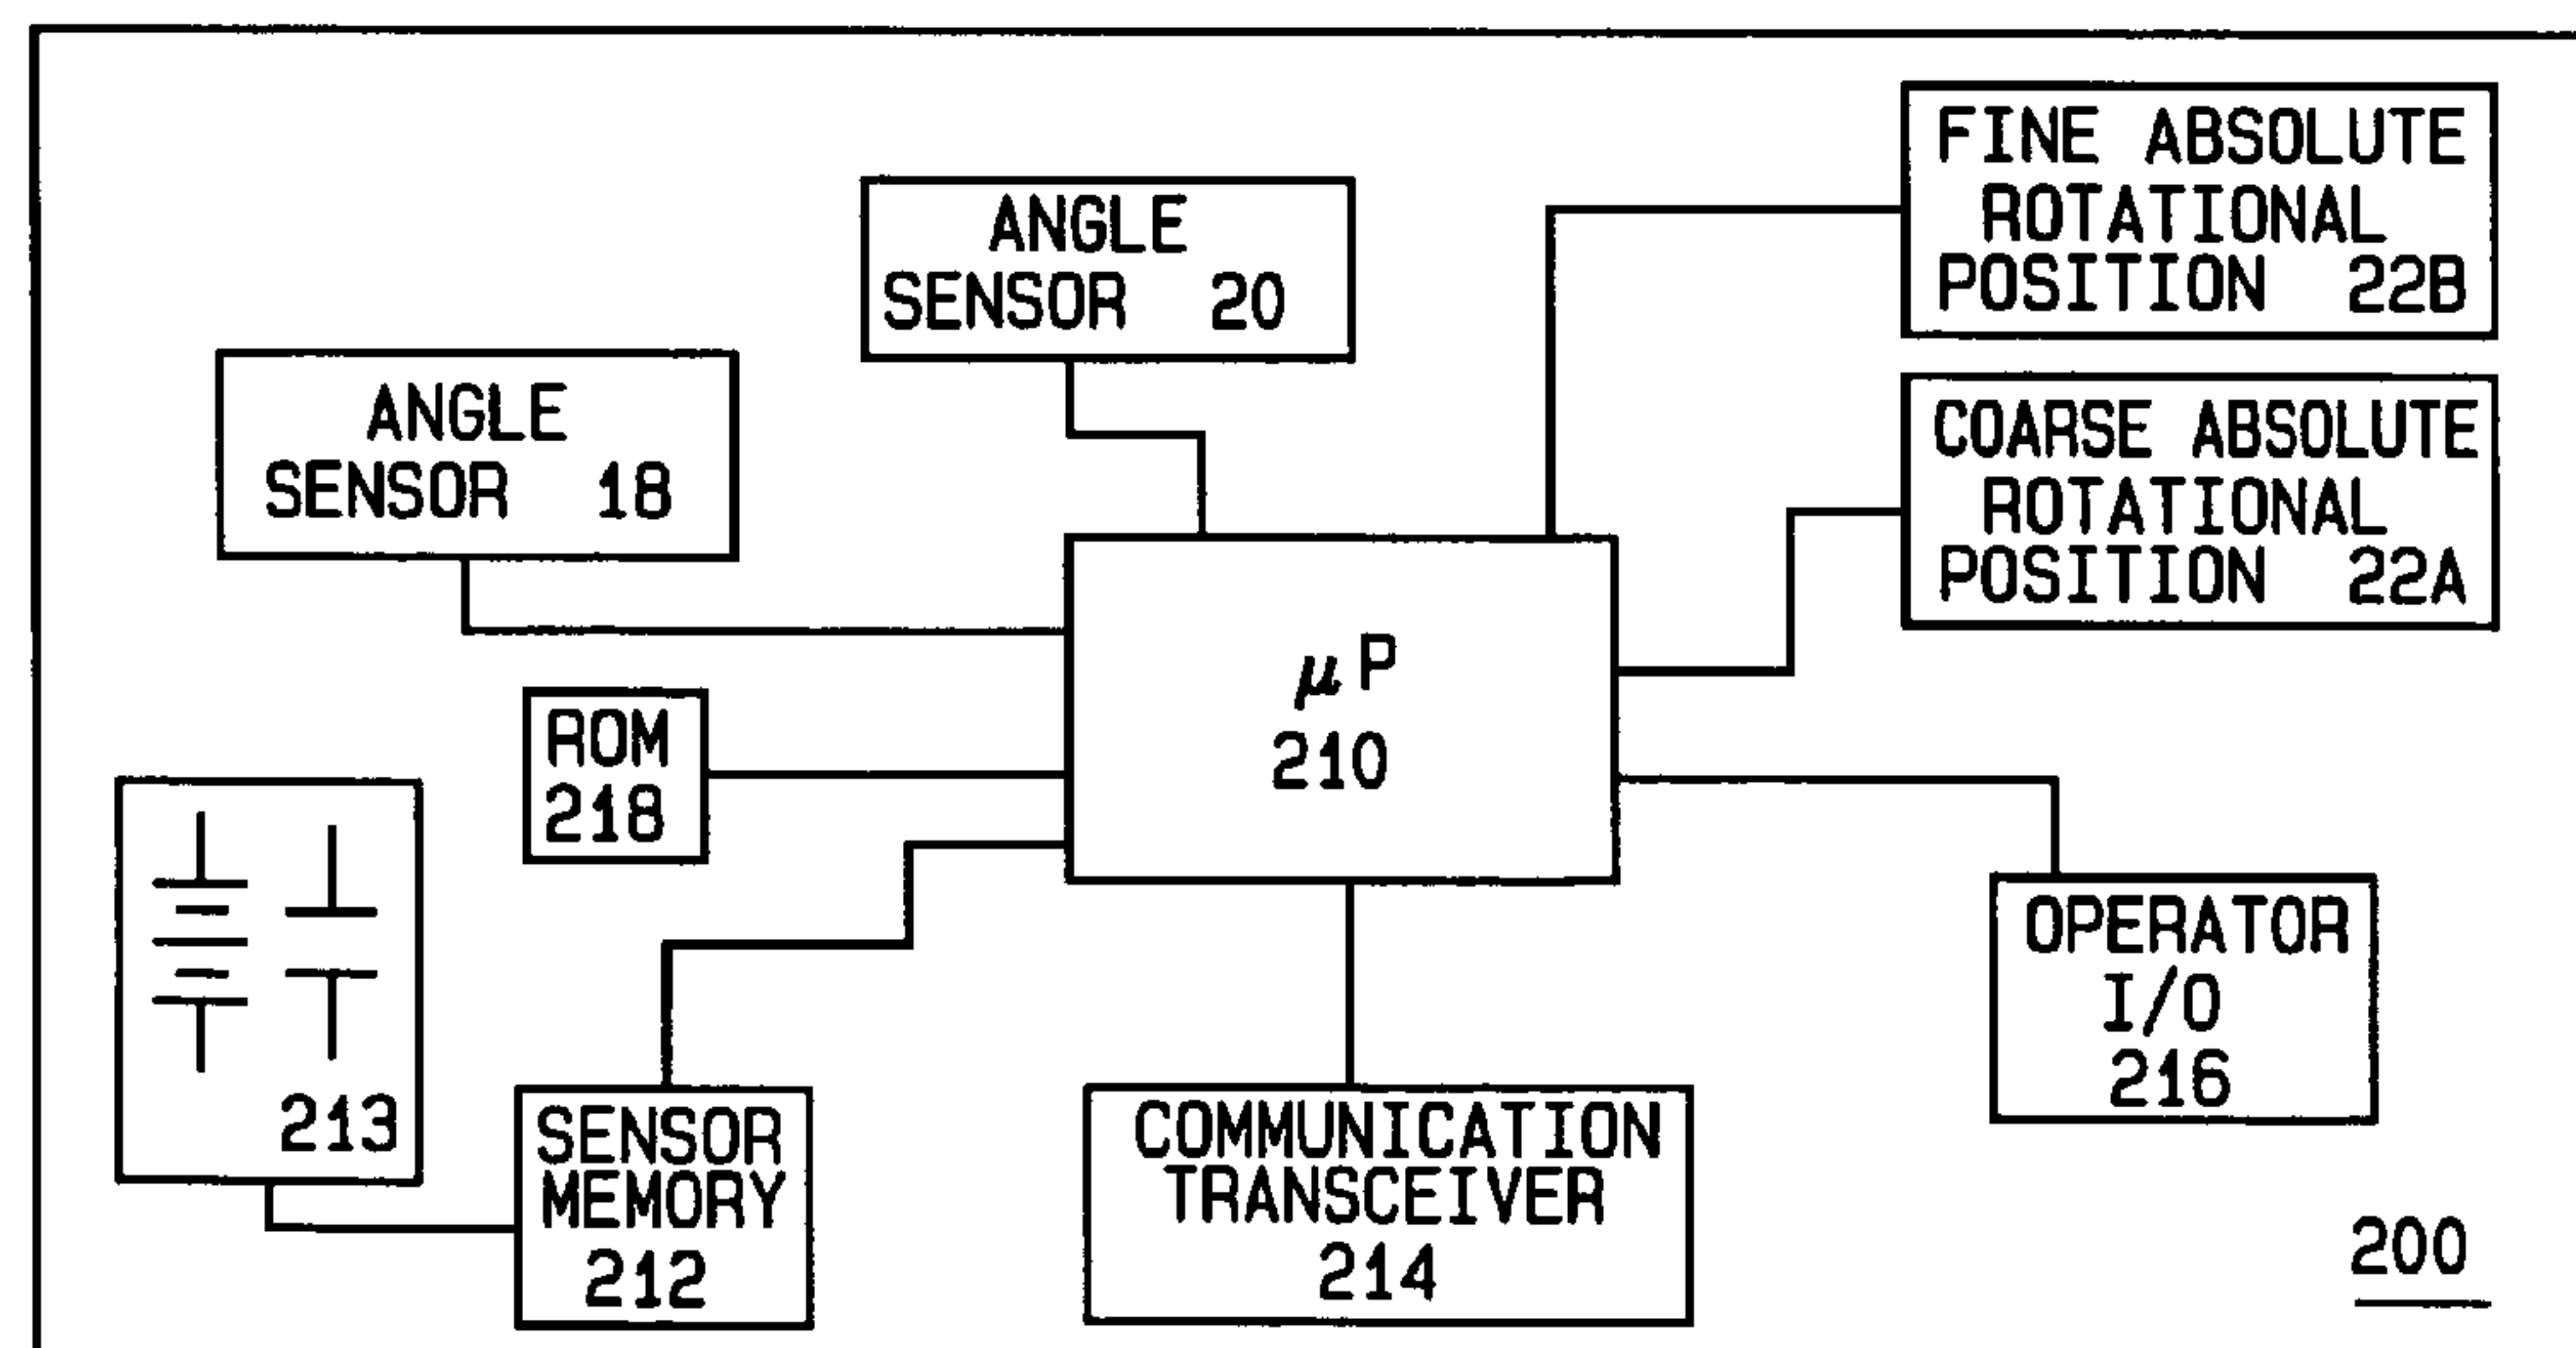 FINE ABSOLUTE
ROTATIONAL
POSITION 22B
ANGLE
SENSOR 20
ANGLE
SENSOR 18
COARSE ABSOLUTE
ROTATIONAL
POSITION 22A
μP
210
ROM
218
213
OPERATOR
I/O
216
SENSOR
MEMORY
212
COMMUNICATION
TRANSCEIVER
214
200